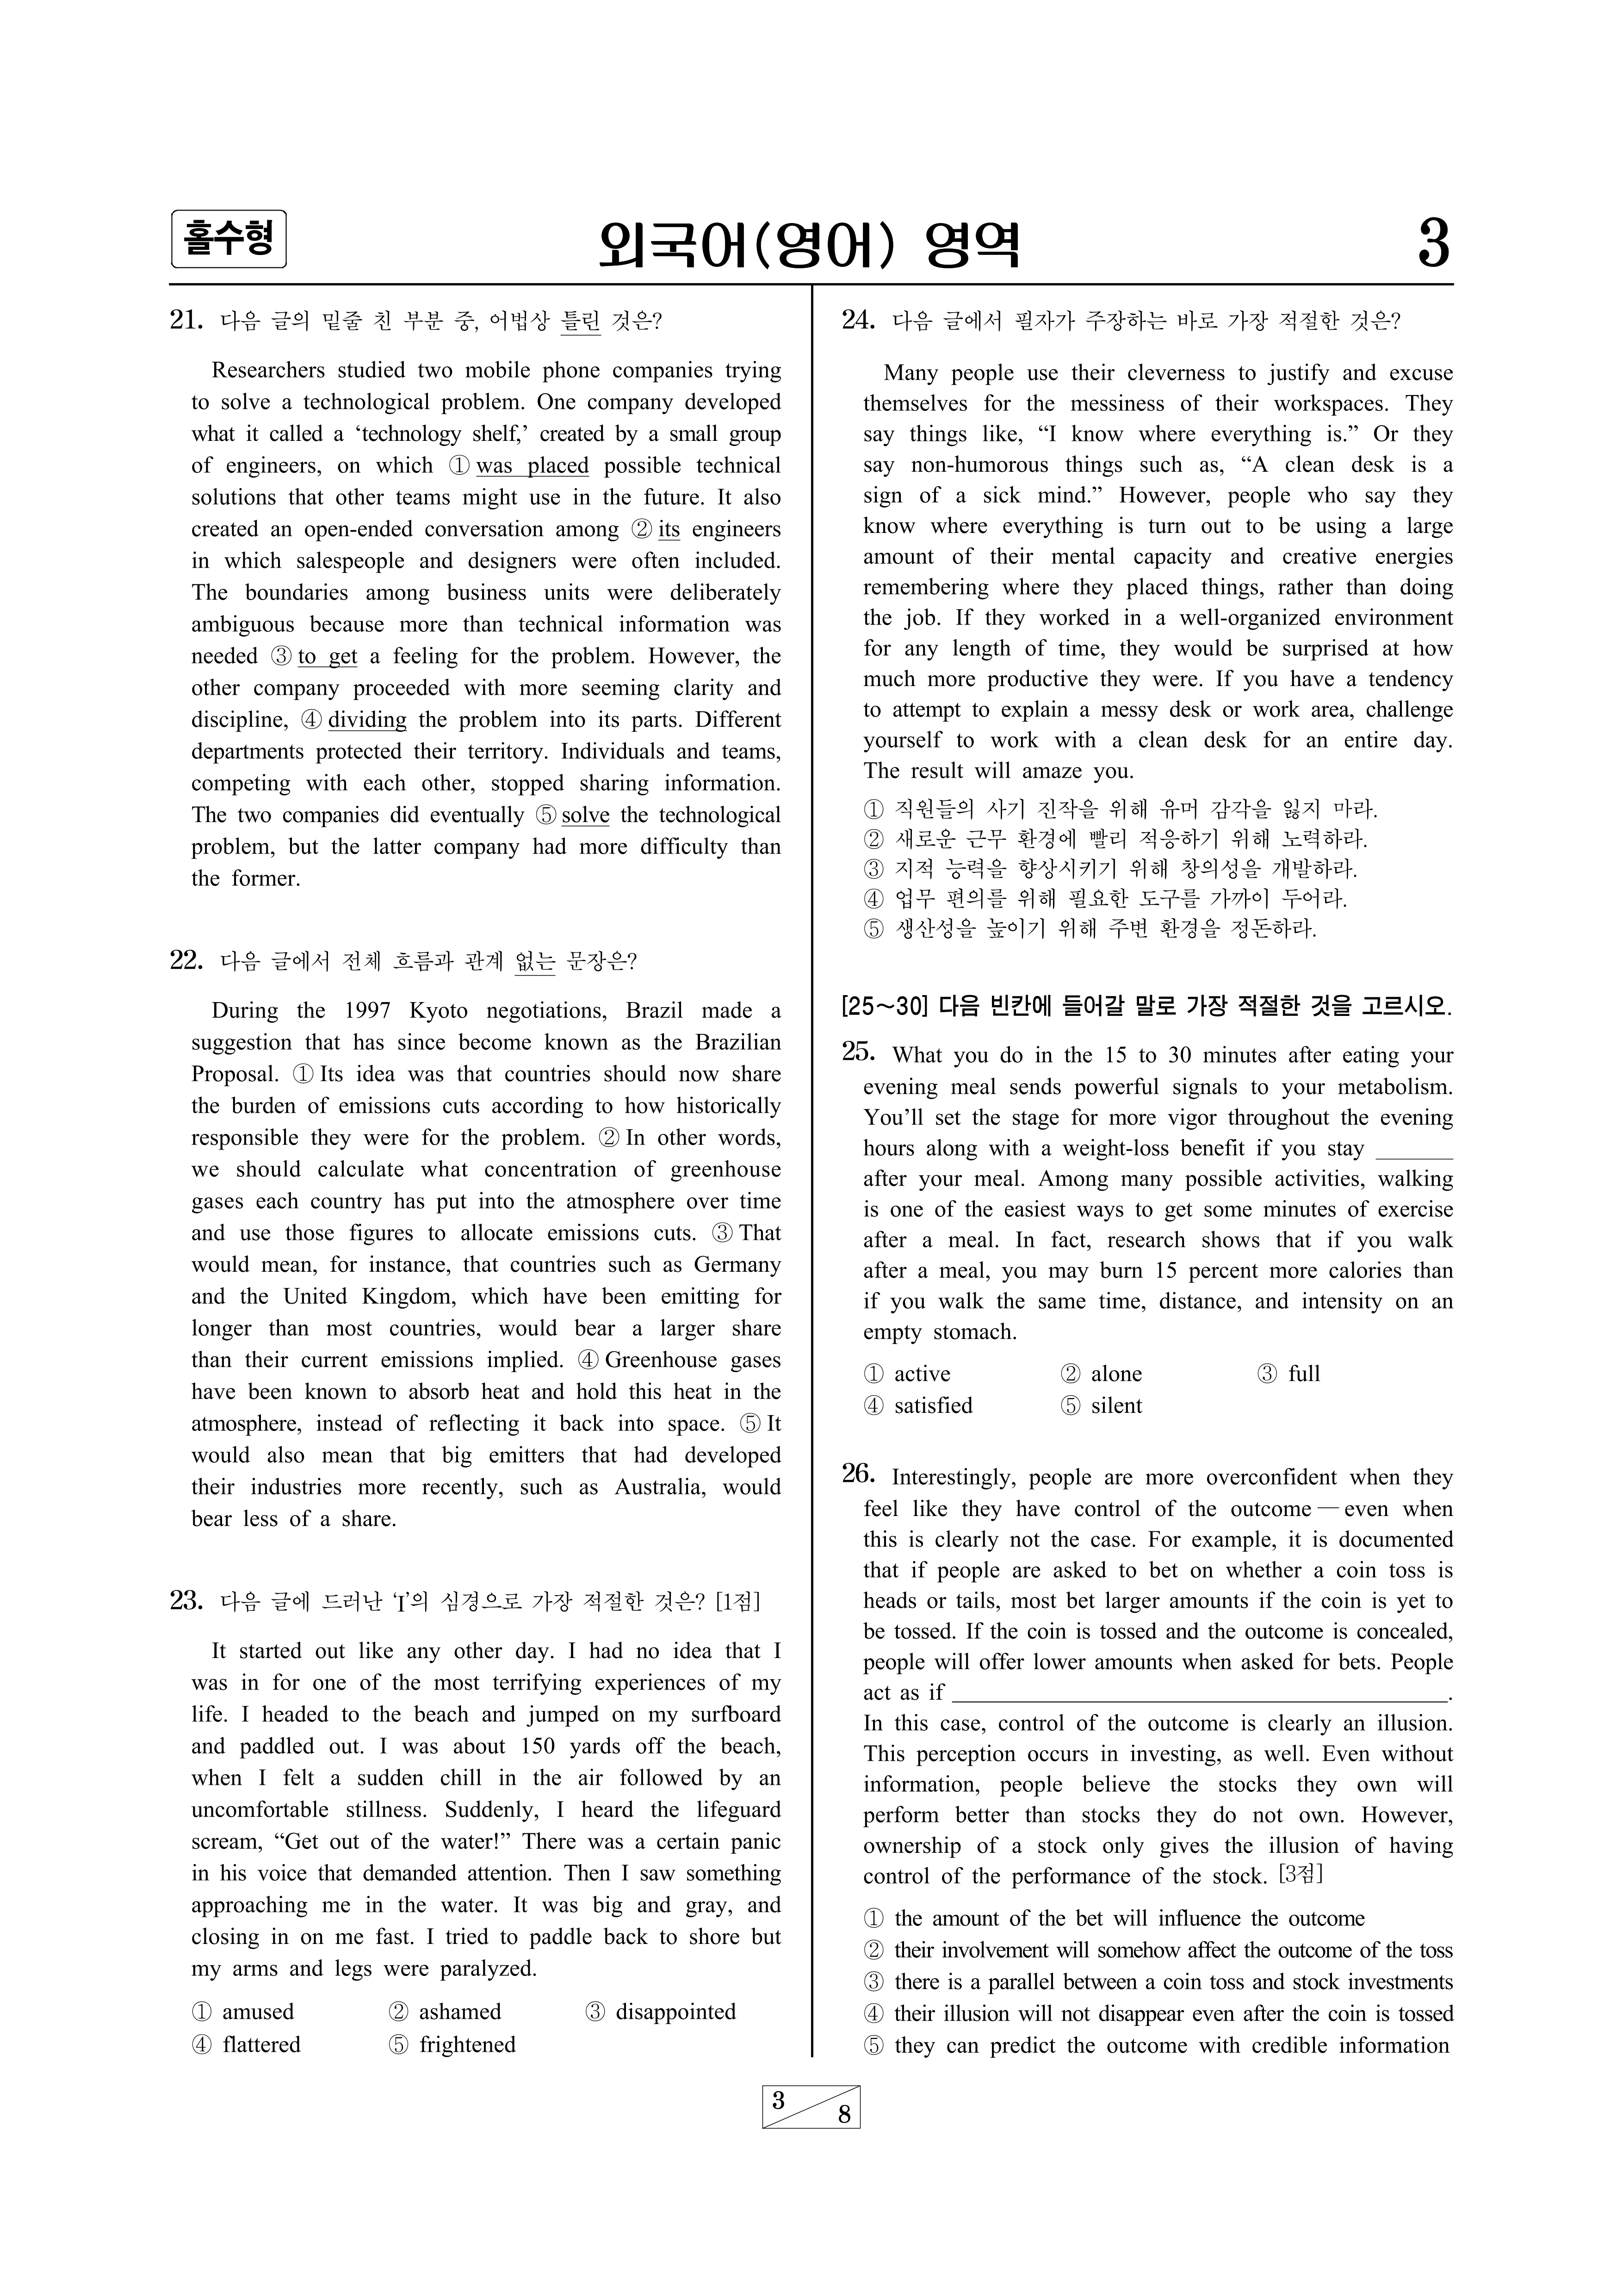 홀수형
외국어(영어) 영역
3
21. 다음 글의 밑줄 친 부분 중, 어법상 틀린 것은?
Researchers studied two mobile phone companies trying
to solve a technological problem. One company developed
what it called a ‘technology shelf,’ created by a small group
of engineers, on which ① was placed possible technical
solutions that other teams might use in the future. It also
created an open-ended conversation among ② its engineers
in which salespeople and designers were often included.
The boundaries among business units were deliberately
ambiguous because more than technical information was
needed ③ to get a feeling for the problem. However, the
other company proceeded with more seeming clarity and
discipline, ④ dividing the problem into its parts. Different
departments protected their territory. Individuals and teams,
competing with each other, stopped sharing information.
The two companies did eventually ⑤ solve the technological
problem, but the latter company had more difficulty than
the former.
22. 다음 글에서 전체 흐름과 관계 없는 문장은?
During the 1997 Kyoto negotiations, Brazil made a
suggestion that has since become known as the Brazilian
Proposal. ① Its idea was that countries should now share
the burden of emissions cuts according to how historically
responsible they were for the problem. ② In other words,
we should calculate what concentration of greenhouse
gases each country has put into the atmosphere over time
and use those figures to allocate emissions cuts. ③ That
would mean, for instance, that countries such as Germany
and the United Kingdom, which have been emitting for
longer than most countries, would bear a larger share
than their current emissions implied. ④ Greenhouse gases
have been known to absorb heat and hold this heat in the
atmosphere, instead of reflecting it back into space. ⑤ It
would also mean that big emitters that had developed
their industries more recently, such as Australia, would
bear less of a share.
23. 다음 글에 드러난 ‘I’의 심경으로 가장 적절한 것은? [1점]
It started out like any other day. I had no idea that I
was in for one of the most terrifying experiences of my
life. I headed to the beach and jumped on my surfboard
and paddled out. I was about 150 yards off the beach,
when I felt a sudden chill in the air followed by an
uncomfortable stillness. Suddenly, I heard the lifeguard
scream, “Get out of the water!” There was a certain panic
in his voice that demanded attention. Then I saw something
approaching me in the water. It was big and gray, and
closing in on me fast. I tried to paddle back to shore but
my arms and legs were paralyzed.
① amused ② ashamed ③ disappointed
④ flattered ⑤ frightened
24. 다음 글에서 필자가 주장하는 바로 가장 적절한 것은?
Many people use their cleverness to justify and excuse
themselves for the messiness of their workspaces. They
say things like, “I know where everything is.” Or they
say non-humorous things such as, “A clean desk is a
sign of a sick mind.” However, people who say they
know where everything is turn out to be using a large
amount of their mental capacity and creative energies
remembering where they placed things, rather than doing
the job. If they worked in a well-organized environment
for any length of time, they would be surprised at how
much more productive they were. If you have a tendency
to attempt to explain a messy desk or work area, challenge
yourself to work with a clean desk for an entire day.
The result will amaze you.
① 직원들의 사기 진작을 위해 유머 감각을 잃지 마라.
② 새로운 근무 환경에 빨리 적응하기 위해 노력하라.
③ 지적 능력을 향상시키기 위해 창의성을 개발하라.
④ 업무 편의를 위해 필요한 도구를 가까이 두어라.
⑤ 생산성을 높이기 위해 주변 환경을 정돈하라.
[25～30] 다음 빈칸에 들어갈 말로 가장 적절한 것을 고르시오.
25. What you do in the 15 to 30 minutes after eating your
evening meal sends powerful signals to your metabolism.
You’ll set the stage for more vigor throughout the evening
hours along with a weight-loss benefit if you stay ______
after your meal. Among many possible activities, walking
is one of the easiest ways to get some minutes of exercise
after a meal. In fact, research shows that if you walk
after a meal, you may burn 15 percent more calories than
if you walk the same time, distance, and intensity on an
empty stomach.
① active ② alone ③ full
④ satisfied ⑤ silent
26. Interestingly, people are more overconfident when they
feel like they have control of the outcome — even when
this is clearly not the case. For example, it is documented
that if people are asked to bet on whether a coin toss is
heads or tails, most bet larger amounts if the coin is yet to
be tossed. If the coin is tossed and the outcome is concealed,
people will offer lower amounts when asked for bets. People
act as if ______________________________.
In this case, control of the outcome is clearly an illusion.
This perception occurs in investing, as well. Even without
information, people believe the stocks they own will
perform better than stocks they do not own. However,
ownership of a stock only gives the illusion of having
control of the performance of the stock. [3점]
① the amount of the bet will influence the outcome
② their involvement will somehow affect the outcome of the toss
③ there is a parallel between a coin toss and stock investments
④ their illusion will not disappear even after the coin is tossed
⑤ they can predict the outcome with credible information
3
8